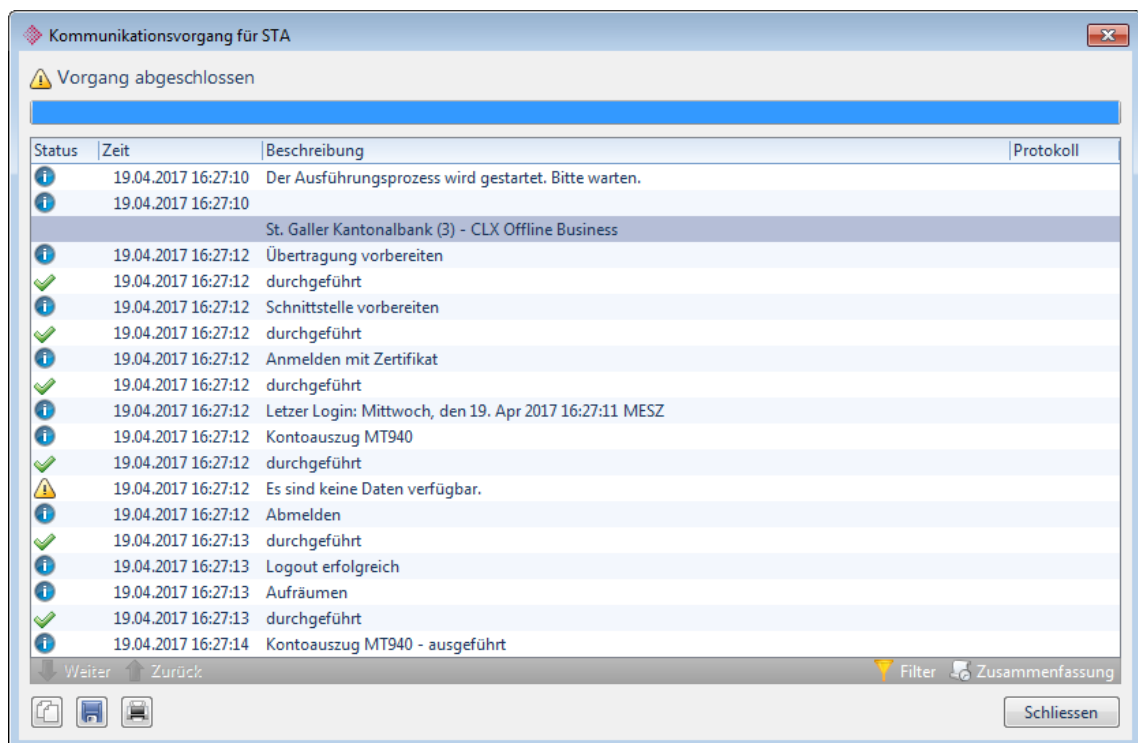 Kommunikationsvorgang für STA
Vorgang abgeschlossen
Status Zeit Beschreibung Protokoll
19.04.2017 16:27:10 Der Ausführungsprozess wird gestartet. Bitte warten.
19.04.2017 16:27:10
St. Galler Kantonalbank (3) - CLX Offline Business
19.04.2017 16:27:12 Übertragung vorbereiten
19.04.2017 16:27:12 durchgeführt
19.04.2017 16:27:12 Schnittstelle vorbereiten
19.04.2017 16:27:12 durchgeführt
19.04.2017 16:27:12 Anmelden mit Zertifikat
19.04.2017 16:27:12 durchgeführt
19.04.2017 16:27:12 Letzer Login: Mittwoch, den 19. Apr 2017 16:27:11 MESZ
19.04.2017 16:27:12 Kontoauszug MT940
19.04.2017 16:27:12 durchgeführt
19.04.2017 16:27:12 Es sind keine Daten verfügbar.
19.04.2017 16:27:12 Abmelden
19.04.2017 16:27:13 durchgeführt
19.04.2017 16:27:13 Logout erfolgreich
19.04.2017 16:27:13 Aufräumen
19.04.2017 16:27:13 durchgeführt
19.04.2017 16:27:14 Kontoauszug MT940 - ausgeführt
Weiter Zurück Filter Zusammenfassung
Schliessen